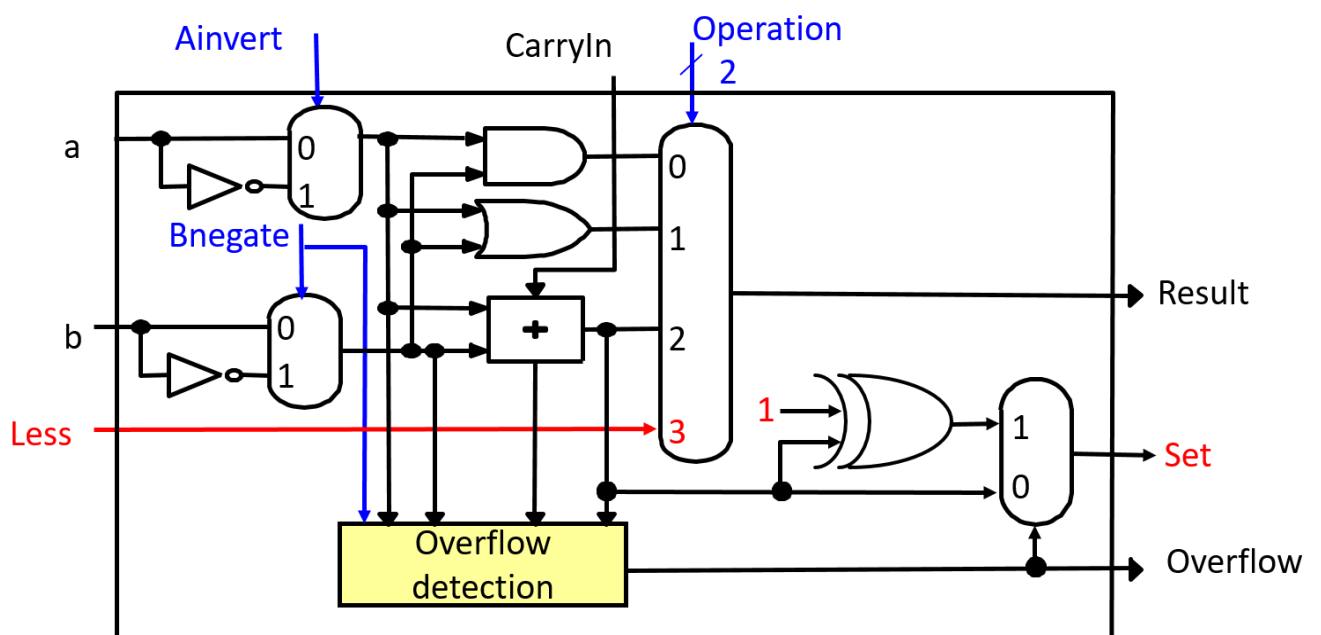 Ainvert
CarryIn
Operation
2
a
0
1
0
Bnegate
1
b
0
1
+
2
Result
Less
3
1
1
Set
0
Overflow
detection
Overflow